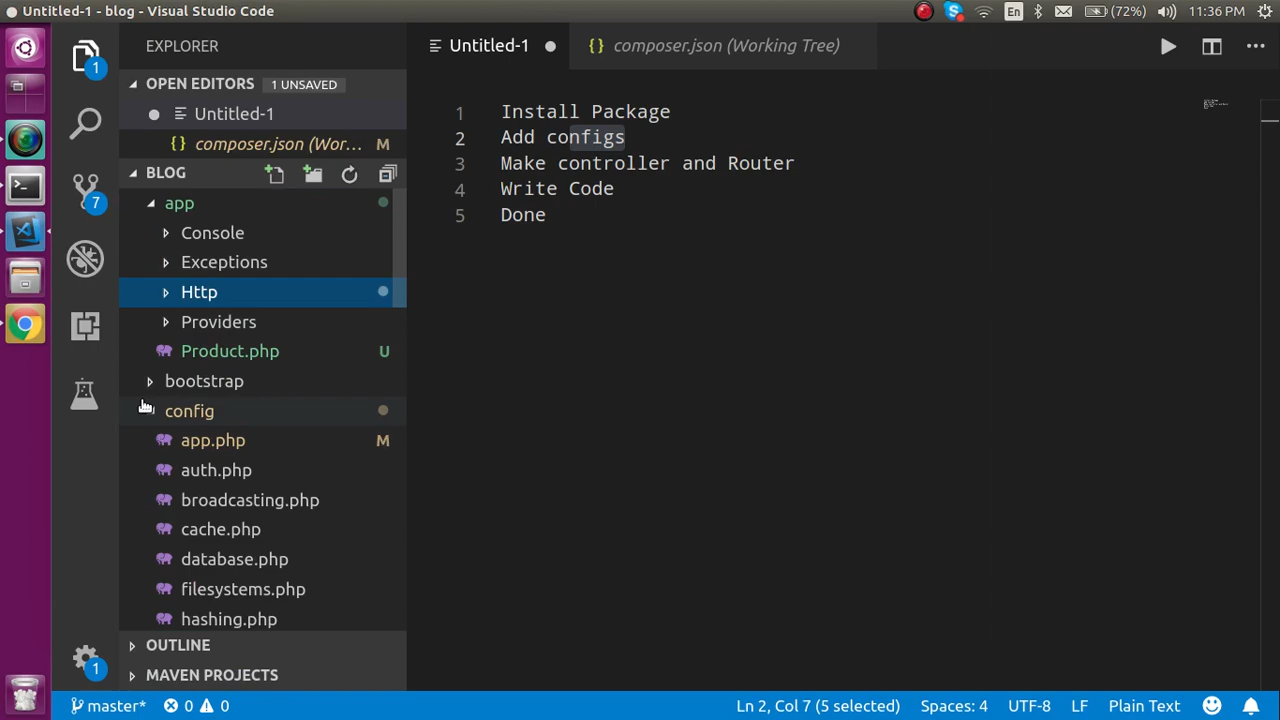 Untitled-1 - blog - Visual Studio Code
En
(72%)
11:36 PM
EXPLORER
OPEN EDITORS 1 UNSAVED
Untitled-1
{} composer.json (Wor... M
BLOG
app
Console
Exceptions
Http
Providers
Product.php U
bootstrap
config
app.php M
auth.php
broadcasting.php
cache.php
database.php
filesystems.php
hashing.php
OUTLINE
MAVEN PROJECTS
1
7
1
Untitled-1
{} composer.json (Working Tree)
1 Install Package
2 Add configs
3 Make controller and Router
4 Write Code
5 Done
master* 0 0
Ln 2, Col 7 (5 selected) Spaces: 4 UTF-8 LF Plain Text